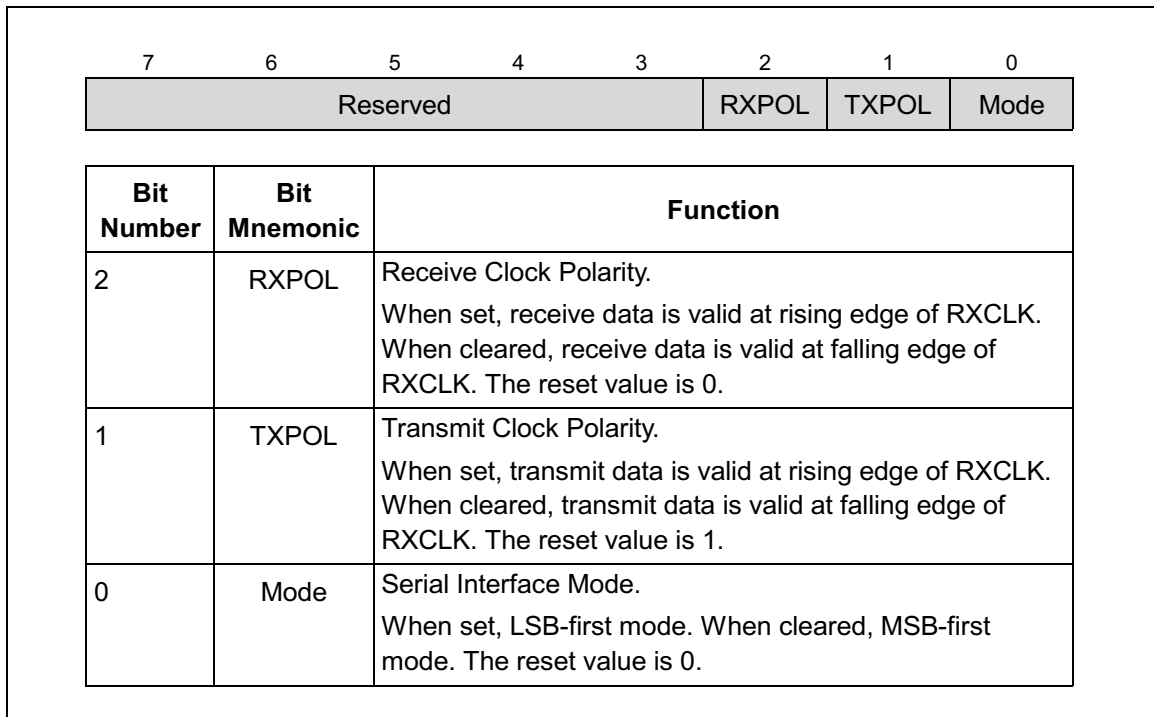 7 6 5 4 3 2 1 0
Reserved RXPOL TXPOL Mode
Bit Number Bit Mnemonic Function
2 RXPOL Receive Clock Polarity.
When set, receive data is valid at rising edge of RXCLK.
When cleared, receive data is valid at falling edge of
RXCLK. The reset value is 0.
1 TXPOL Transmit Clock Polarity.
When set, transmit data is valid at rising edge of RXCLK.
When cleared, transmit data is valid at falling edge of
RXCLK. The reset value is 1.
0 Mode Serial Interface Mode.
When set, LSB-first mode. When cleared, MSB-first
mode. The reset value is 0.